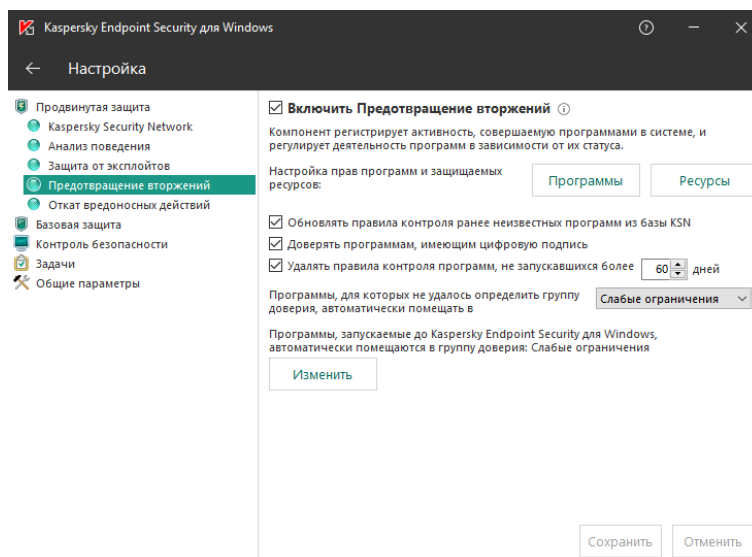 Kaspersky Endpoint Security для Windows
Настройка
Продвинутая защита
Kaspersky Security Network
Анализ поведения
Защита от эксплойтов
Предотвращение вторжений
Откат вредоносных действий
Базовая защита
Контроль безопасности
Задачи
Общие параметры
Включить Предотвращение вторжений
Компонент регистрирует активность, совершаемую программами в системе, и
регулирует деятельность программ в зависимости от их статуса.
Настройка прав программ и защищаемых
ресурсов:
Программы
Ресурсы
Обновлять правила контроля ранее неизвестных программ из базы KSN
Доверять программам, имеющим цифровую подпись
Удалять правила контроля программ, не запускавшихся более 60 дней
Программы, для которых не удалось определить группу
доверия, автоматически помещать в
Слабые ограничения
Программы, запускаемые до Kaspersky Endpoint Security для Windows,
автоматически помещаются в группу доверия: Слабые ограничения
Изменить
Сохранить
Отменить